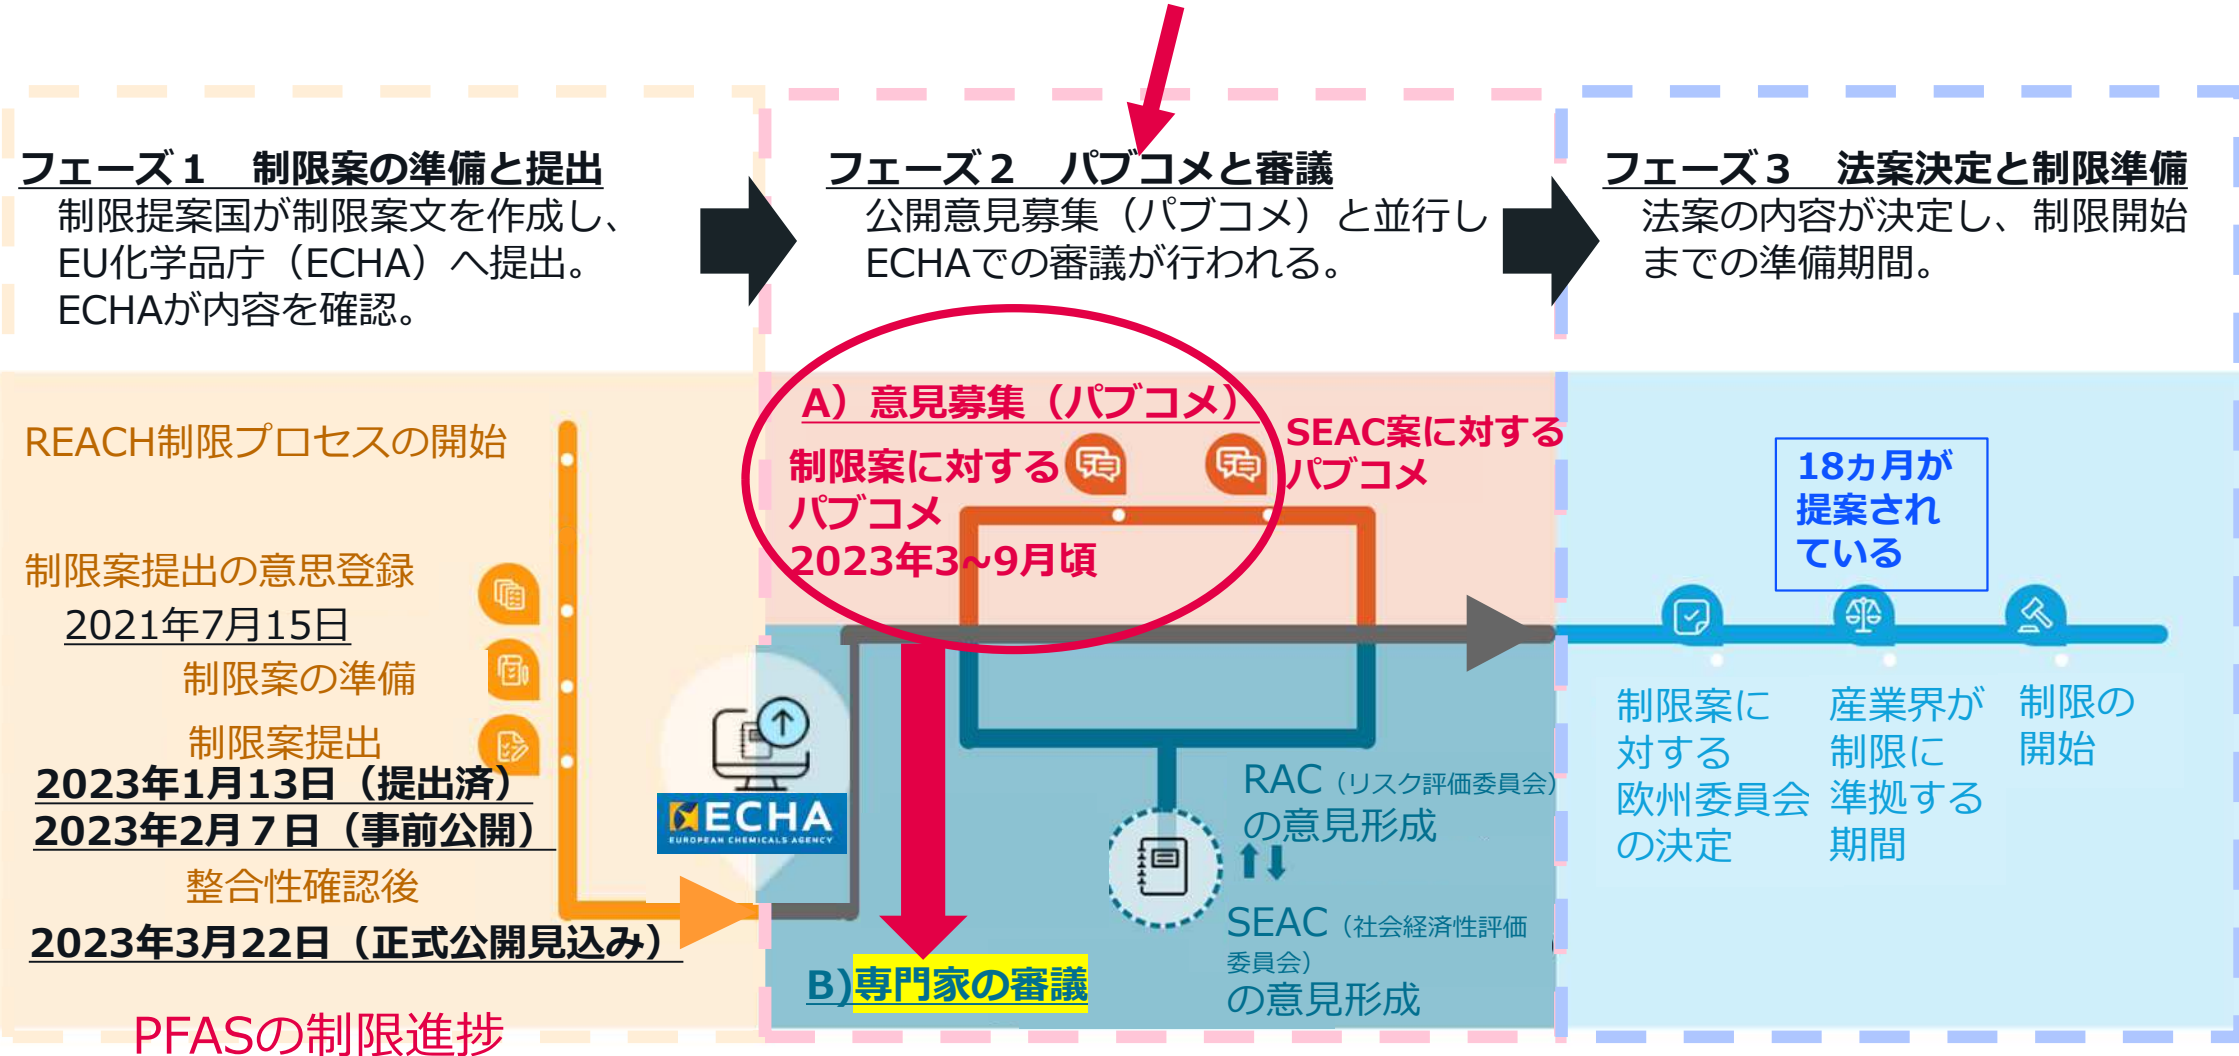 フェーズ１　制限案の準備と提出
制限提案国が制限案文を作成し、
EU化学品庁（ECHA）へ提出。
ECHAが内容を確認。
フェーズ２　パブコメと審議
公開意見募集（パブコメ）と並行し
ECHAでの審議が行われる。
フェーズ３　法案決定と制限準備
法案の内容が決定し、制限開始
までの準備期間。
REACH制限プロセスの開始
制限案提出の意思登録
2021年7月15日
制限案の準備
制限案提出
2023年1月13日（提出済）
2023年2月７日（事前公開）
整合性確認後
2023年3月22日（正式公開見込み）
PFASの制限進捗
ECHA
EUROPEAN CHEMICALS AGENCY
A）意見募集（パブコメ）
制限案に対する
パブコメ
2023年3~9月頃
SEAC案に対する
パブコメ
RAC（リスク評価委員会）
の意見形成
SEAC（社会経済性評価
委員会）
の意見形成
B)専門家の審議
18ヵ月が
提案され
ている
制限案に
対する
欧州委員会
の決定
産業界が
制限に
準拠する
期間
制限の
開始